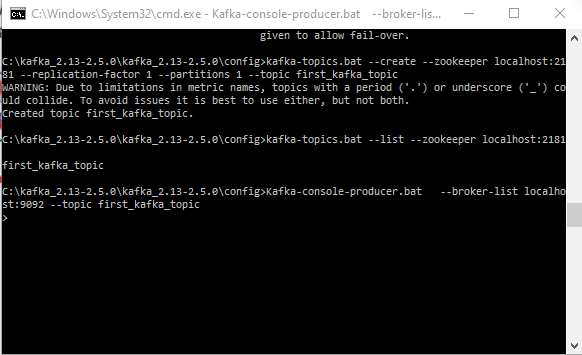 C:\Windows\System32\cmd.exe - Kafka-console-producer.bat   --broker-list...
given to allow fail-over.
C:\kafka_2.13-2.5.0\kafka_2.13-2.5.0\config>kafka-topics.bat --create --zookeeper localhost:21
81 --replication-factor 1 --partitions 1 --topic first_kafka_topic
WARNING: Due to limitations in metric names, topics with a period ('.') or underscore ('_') co
uld collide. To avoid issues it is best to use either, but not both.
Created topic first_kafka_topic.
C:\kafka_2.13-2.5.0\kafka_2.13-2.5.0\config>kafka-topics.bat --list --zookeeper localhost:2181
first_kafka_topic
C:\kafka_2.13-2.5.0\kafka_2.13-2.5.0\config>Kafka-console-producer.bat   --broker-list localho
st:9092 --topic first_kafka_topic
>